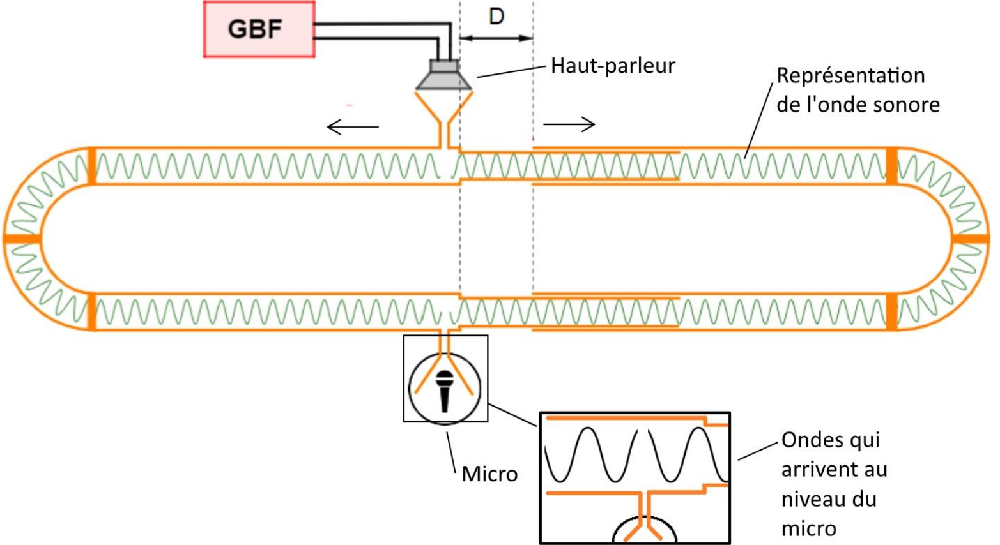 GBF
D
Haut-parleur
Représentation
de l'onde sonore
Micro
Ondes qui
arrivent au
niveau du
micro